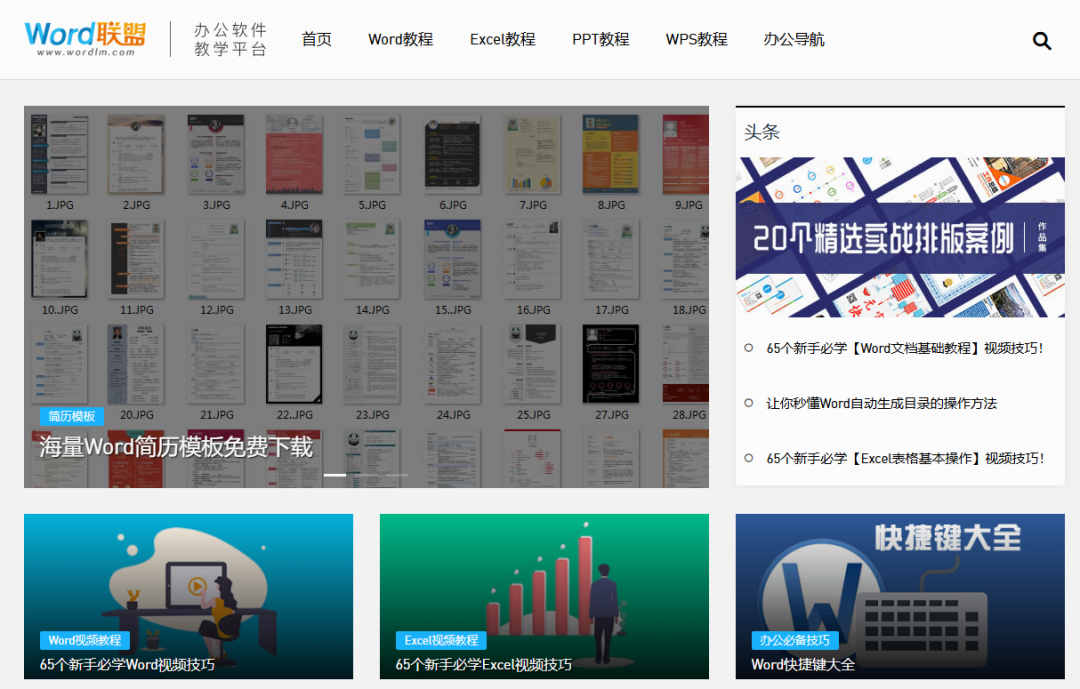 Word联盟
www.wordlm.com
办公软件
教学平台
首页
Word教程
Excel教程
PPT教程
WPS教程
办公导航
1.JPG
2.JPG
3.JPG
4.JPG
5.JPG
6.JPG
7.JPG
8.JPG
9.JPG
10..JPG
11.JPG
12.JPG
13.JPG
14.JPG
15..JPG
16.JPG
17.JPG
18.JPG
20.JPG
21.JPG
22..JPG
23.JPG
24.JPG
25.JPG
27.JPG
28.JPG
简历模板
海量Word简历模板免费下载
头条
20个精选实战排版案例
作品集
65个新手必学【Word文档基础教程】视频技巧!
让你秒懂Word自动生成目录的操作方法
65个新手必学【Excel表格基本操作】视频技巧!
Word视频教程
65个新手必学Word视频技巧
Excel视频教程
65个新手必学Excel视频技巧
快捷键大全
W
办公必备技巧
Word快捷键大全